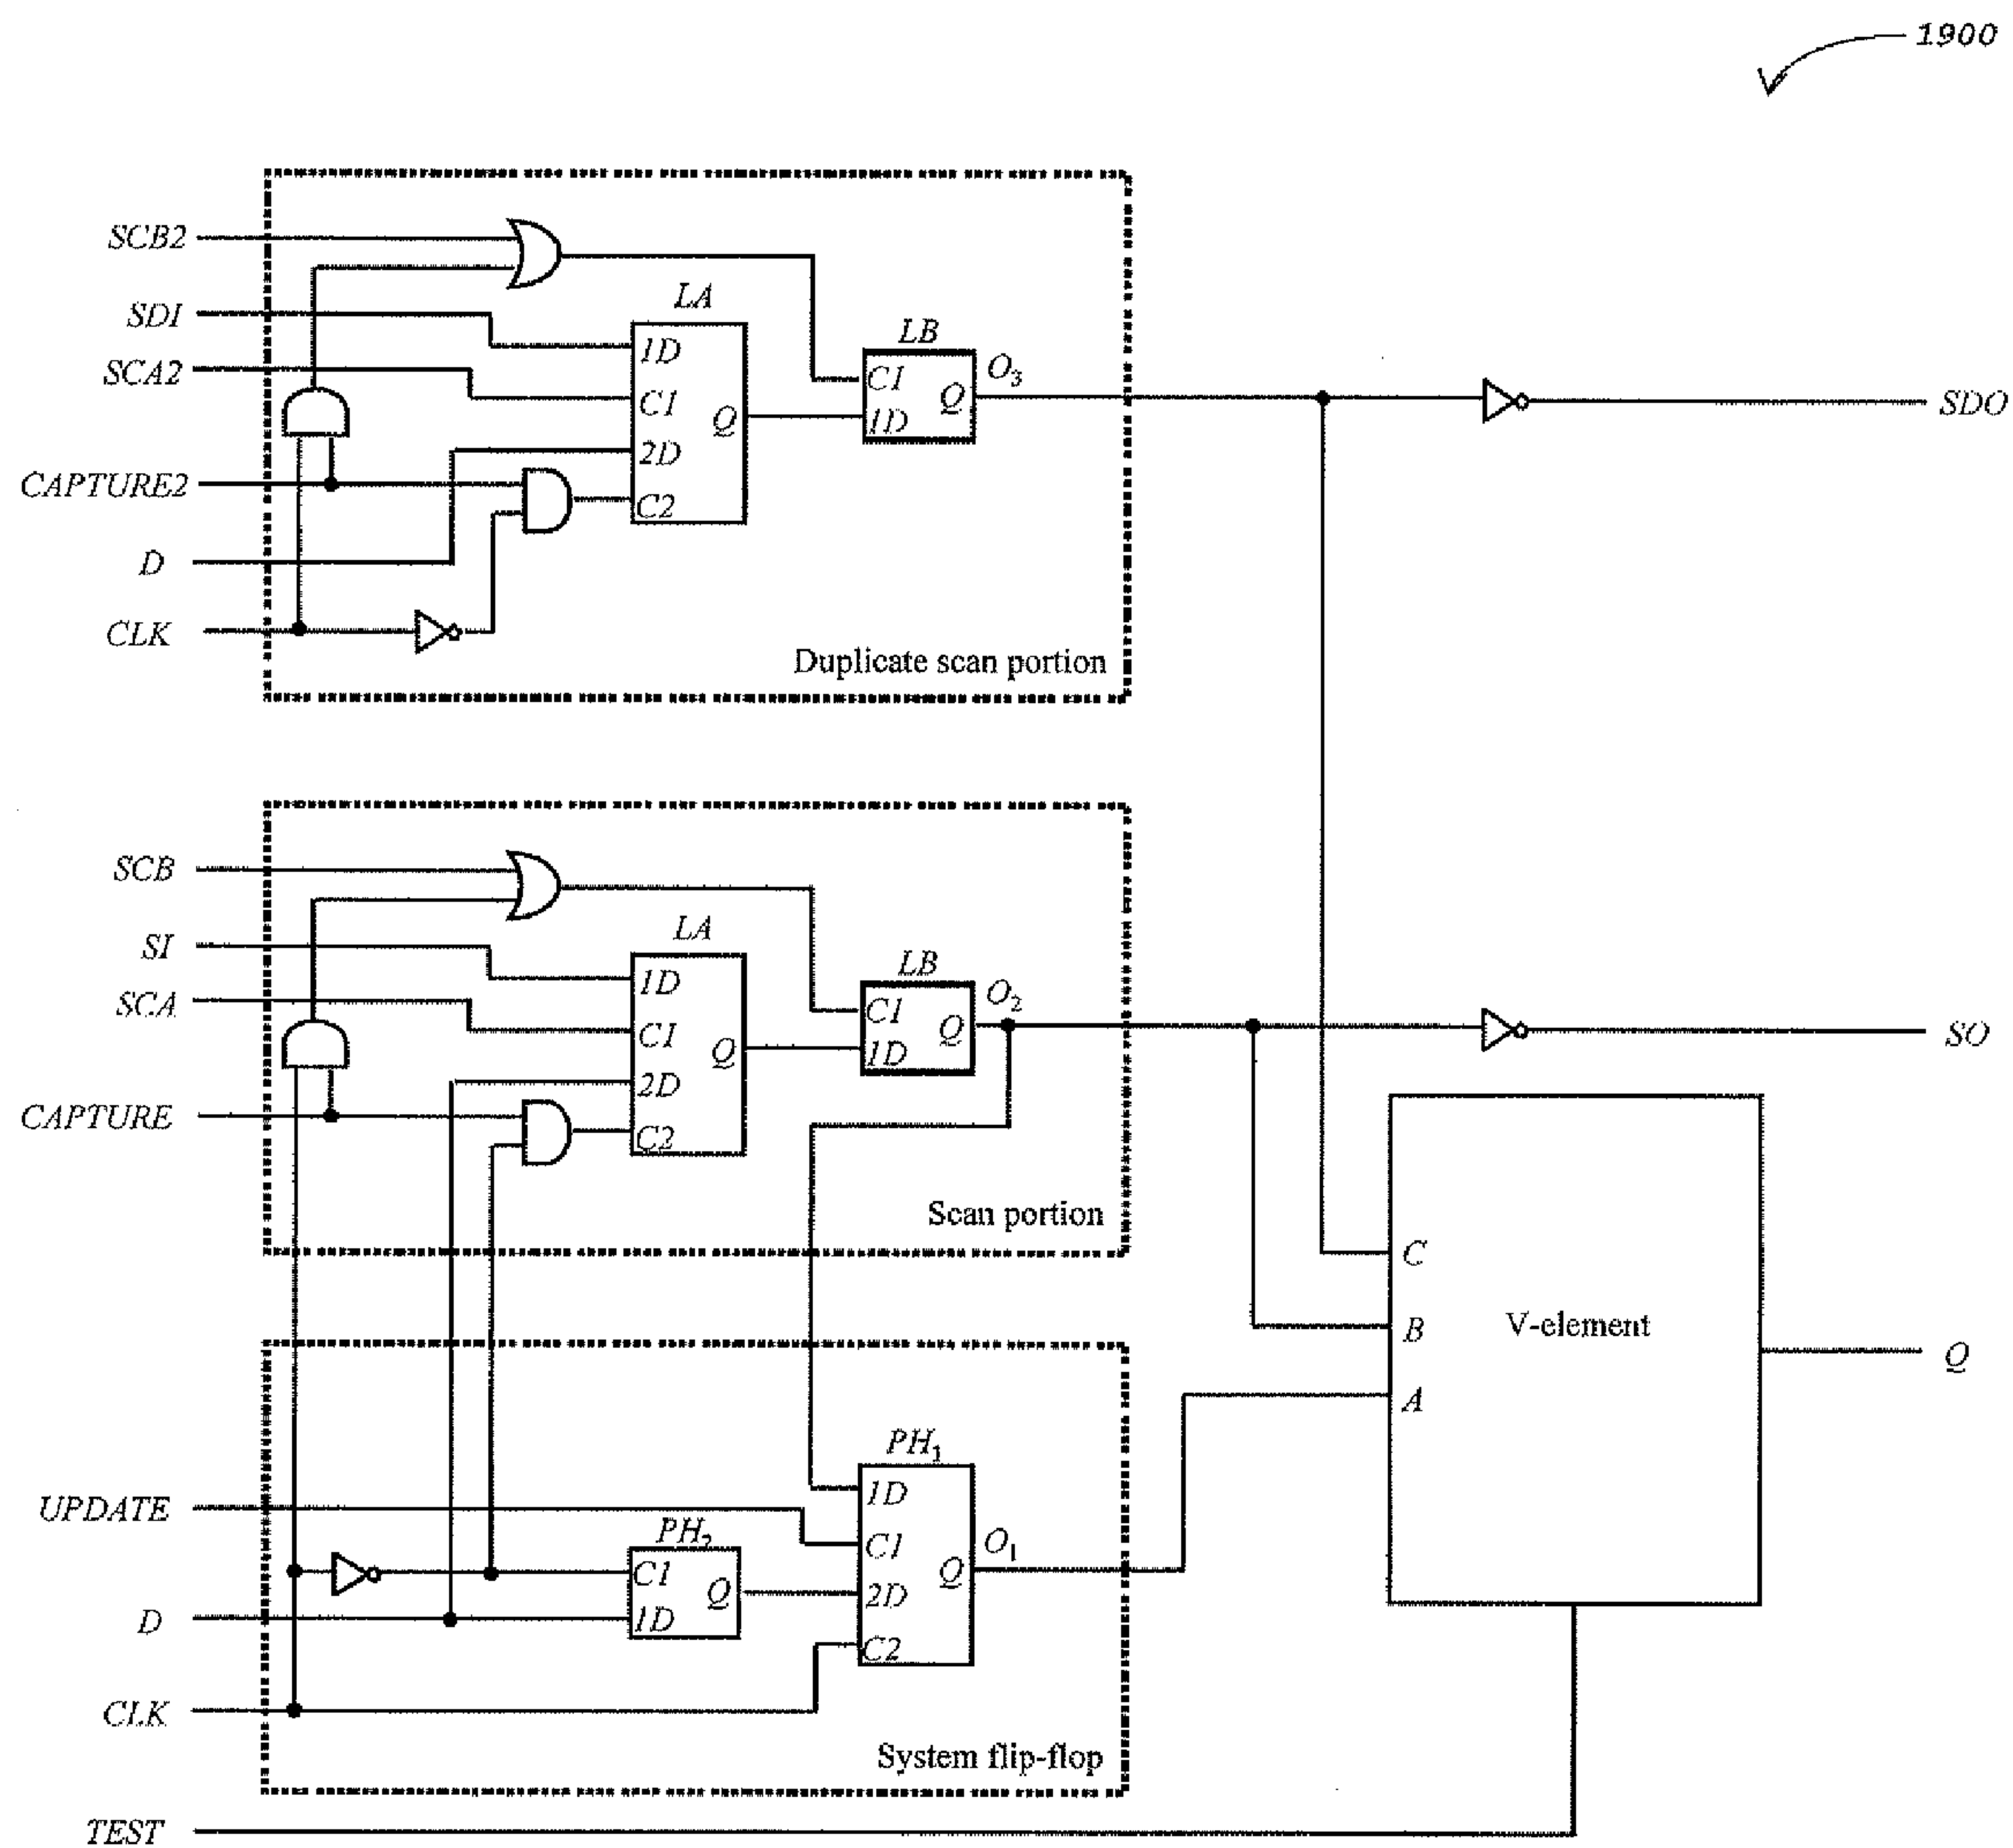 1900
SCB2
SDI
SCA2
CAPTURE2
D
CLK
LA
1D
C1
2D
C2
Q
LB
C1
1D
Q
O3
SDO
Duplicate scan portion
SCB
SI
SCA
CAPTURE
LA
1D
C1
2D
C2
Q
LB
C1
1D
Q
O2
SO
Scan portion
C
B
A
V-element
Q
UPDATE
D
CLK
PH2
C1
1D
Q
PH1
1D
C1
2D
C2
Q
O1
System flip-flop
TEST